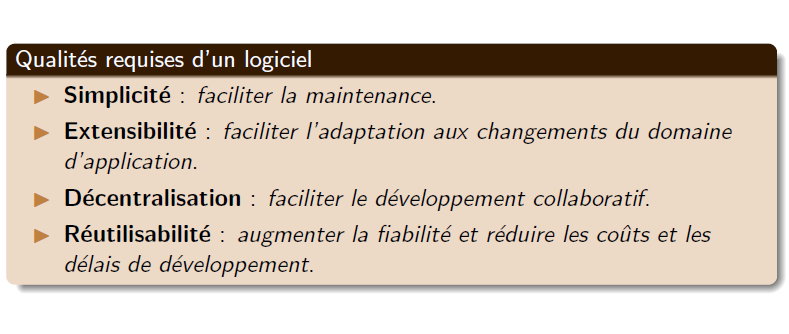 Qualités requises d'un logiciel
▶ Simplicité : faciliter la maintenance.
▶ Extensibilité : faciliter l'adaptation aux changements du domaine
d'application.
▶ Décentralisation : faciliter le développement collaboratif.
▶ Réutilisabilité : augmenter la fiabilité et réduire les coûts et les
délais de développement.